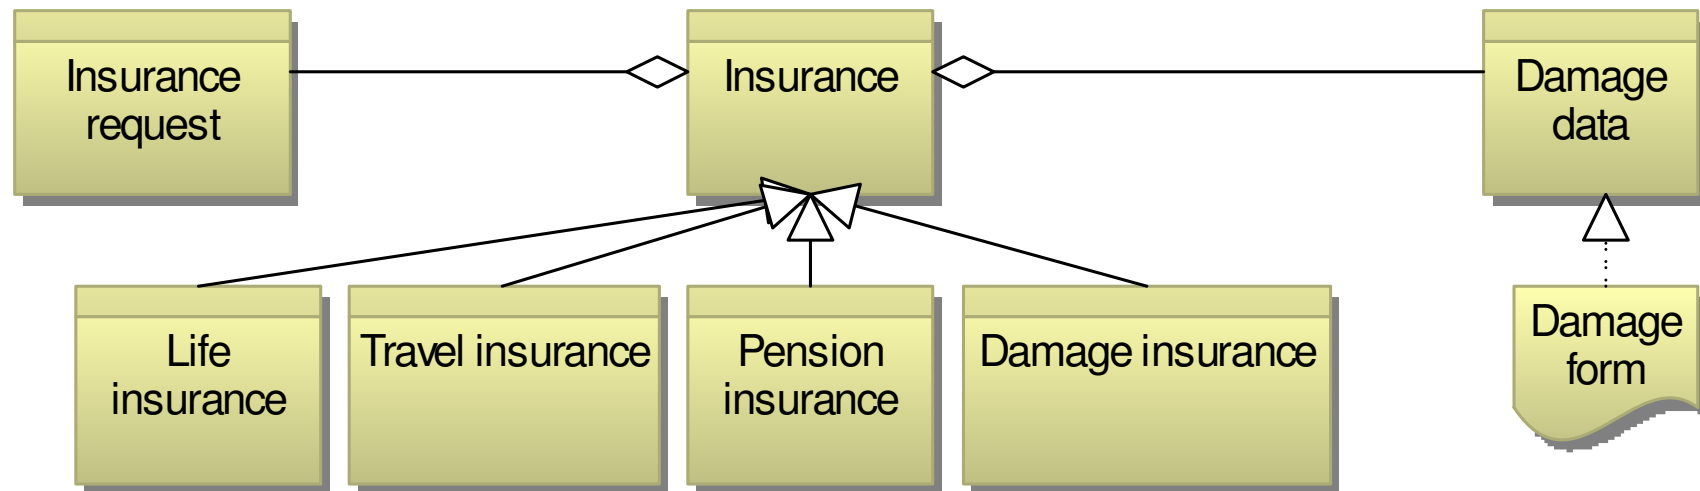 Insurance
request
Insurance
Damage
data
Life
insurance
Travel insurance
Pension
insurance
Damage insurance
Damage
form